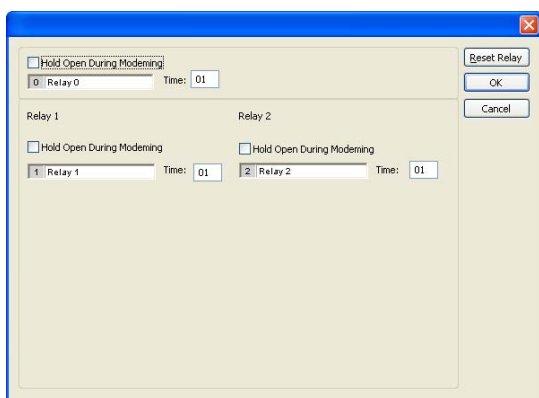 Hold Open During Modeming
0 Relay 0 Time: 01
Relay 1
Hold Open During Modeming
1 Relay 1 Time: 01
Relay 2
Hold Open During Modeming
2 Relay 2 Time: 01
Reset Relay
OK
Cancel